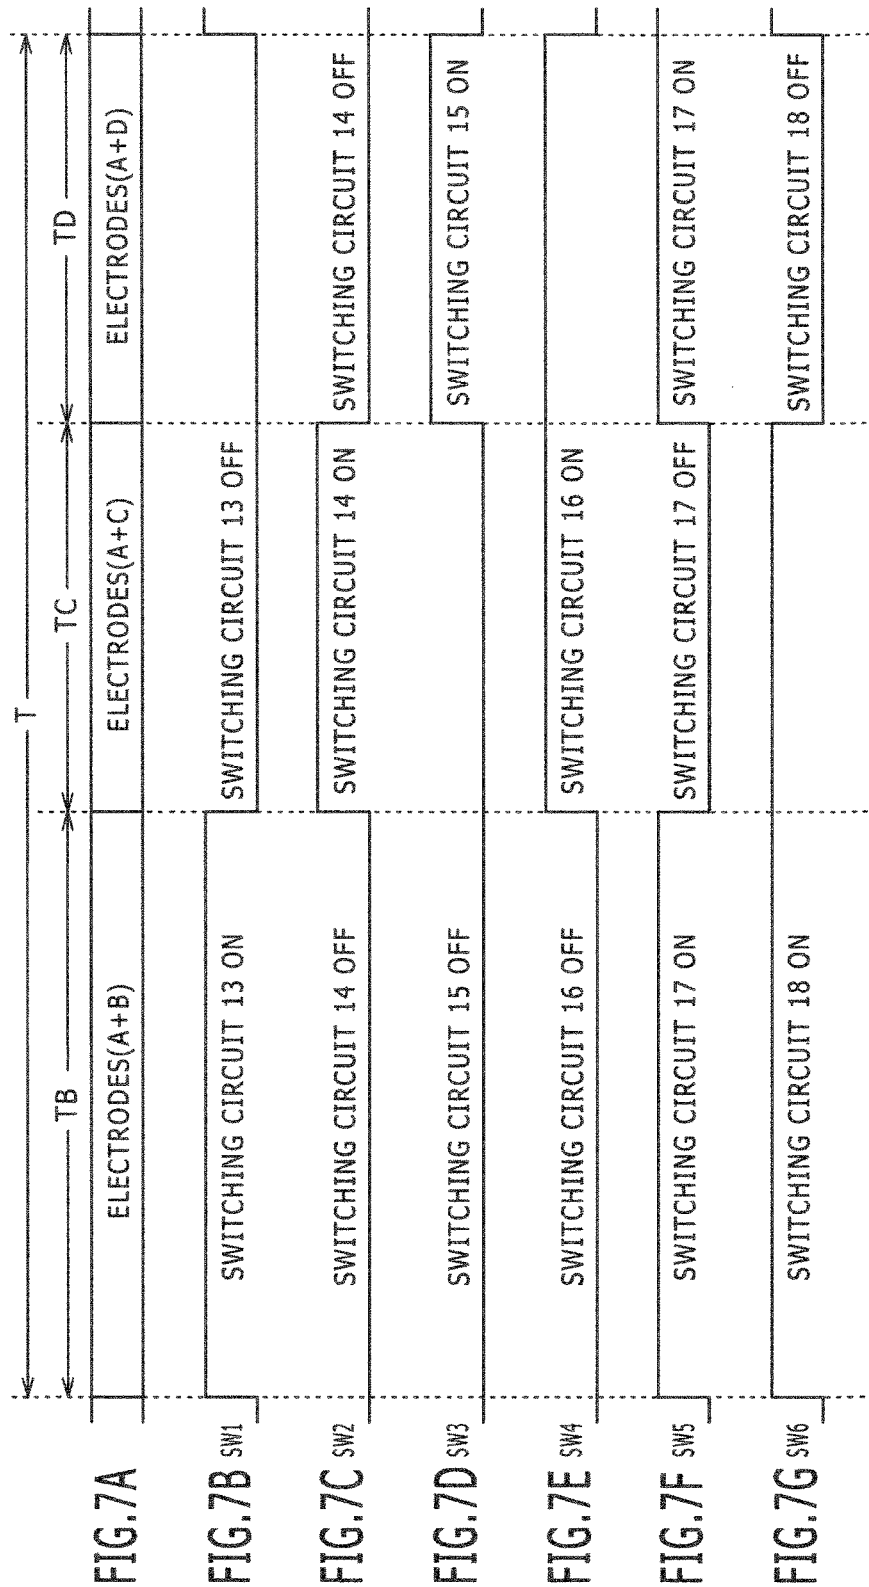 T
TB
TC
TD
FIG.7A
ELECTRODES(A+B)
ELECTRODES(A+C)
ELECTRODES(A+D)
FIG.7B SW1
SWITCHING CIRCUIT 13 ON
SWITCHING CIRCUIT 13 OFF
FIG.7C SW2
SWITCHING CIRCUIT 14 OFF
SWITCHING CIRCUIT 14 ON
SWITCHING CIRCUIT 14 OFF
FIG.7D SW3
SWITCHING CIRCUIT 15 OFF
SWITCHING CIRCUIT 15 ON
FIG.7E SW4
SWITCHING CIRCUIT 16 OFF
SWITCHING CIRCUIT 16 ON
FIG.7F SW5
SWITCHING CIRCUIT 17 ON
SWITCHING CIRCUIT 17 OFF
SWITCHING CIRCUIT 17 ON
FIG.7G SW6
SWITCHING CIRCUIT 18 ON
SWITCHING CIRCUIT 18 OFF